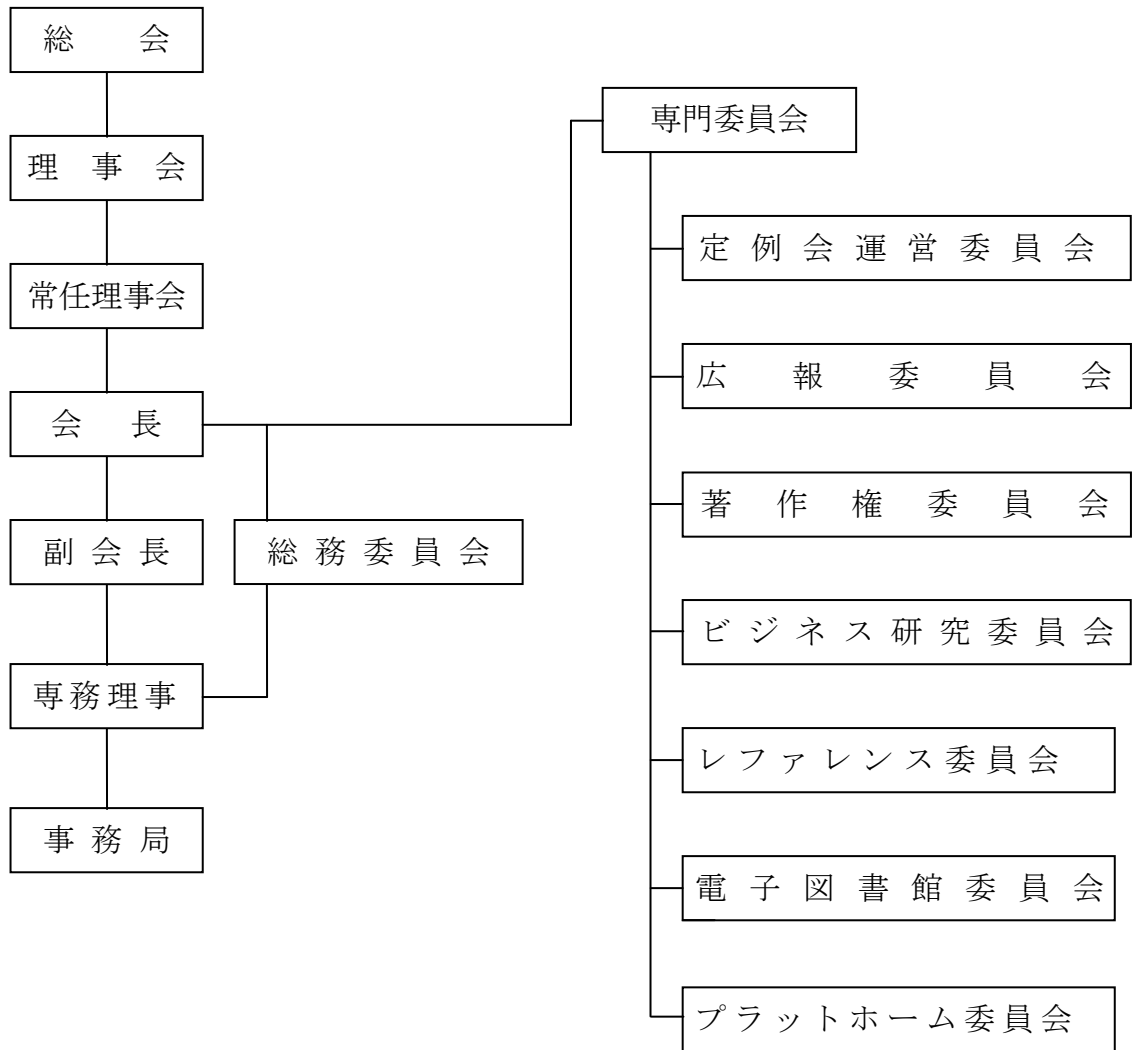 総会
理事会
常任理事会
会長
副会長
総務委員会
専務理事
事務局
専門委員会
定例会運営委員会
広報委員会
著作権委員会
ビジネス研究委員会
レファレンス委員会
電子図書館委員会
プラットホーム委員会